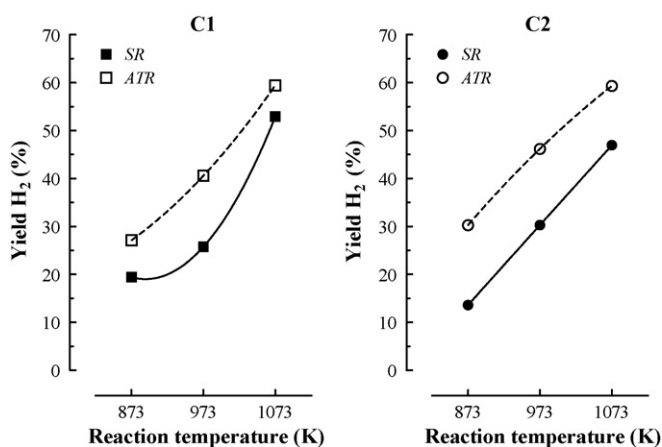 C1
SR
ATR
Yield H2 (%)
70
60
50
40
30
20
10
0
873 973 1073
Reaction temperature (K)
C2
SR
ATR
Yield H2 (%)
70
60
50
40
30
20
10
0
873 973 1073
Reaction temperature (K)